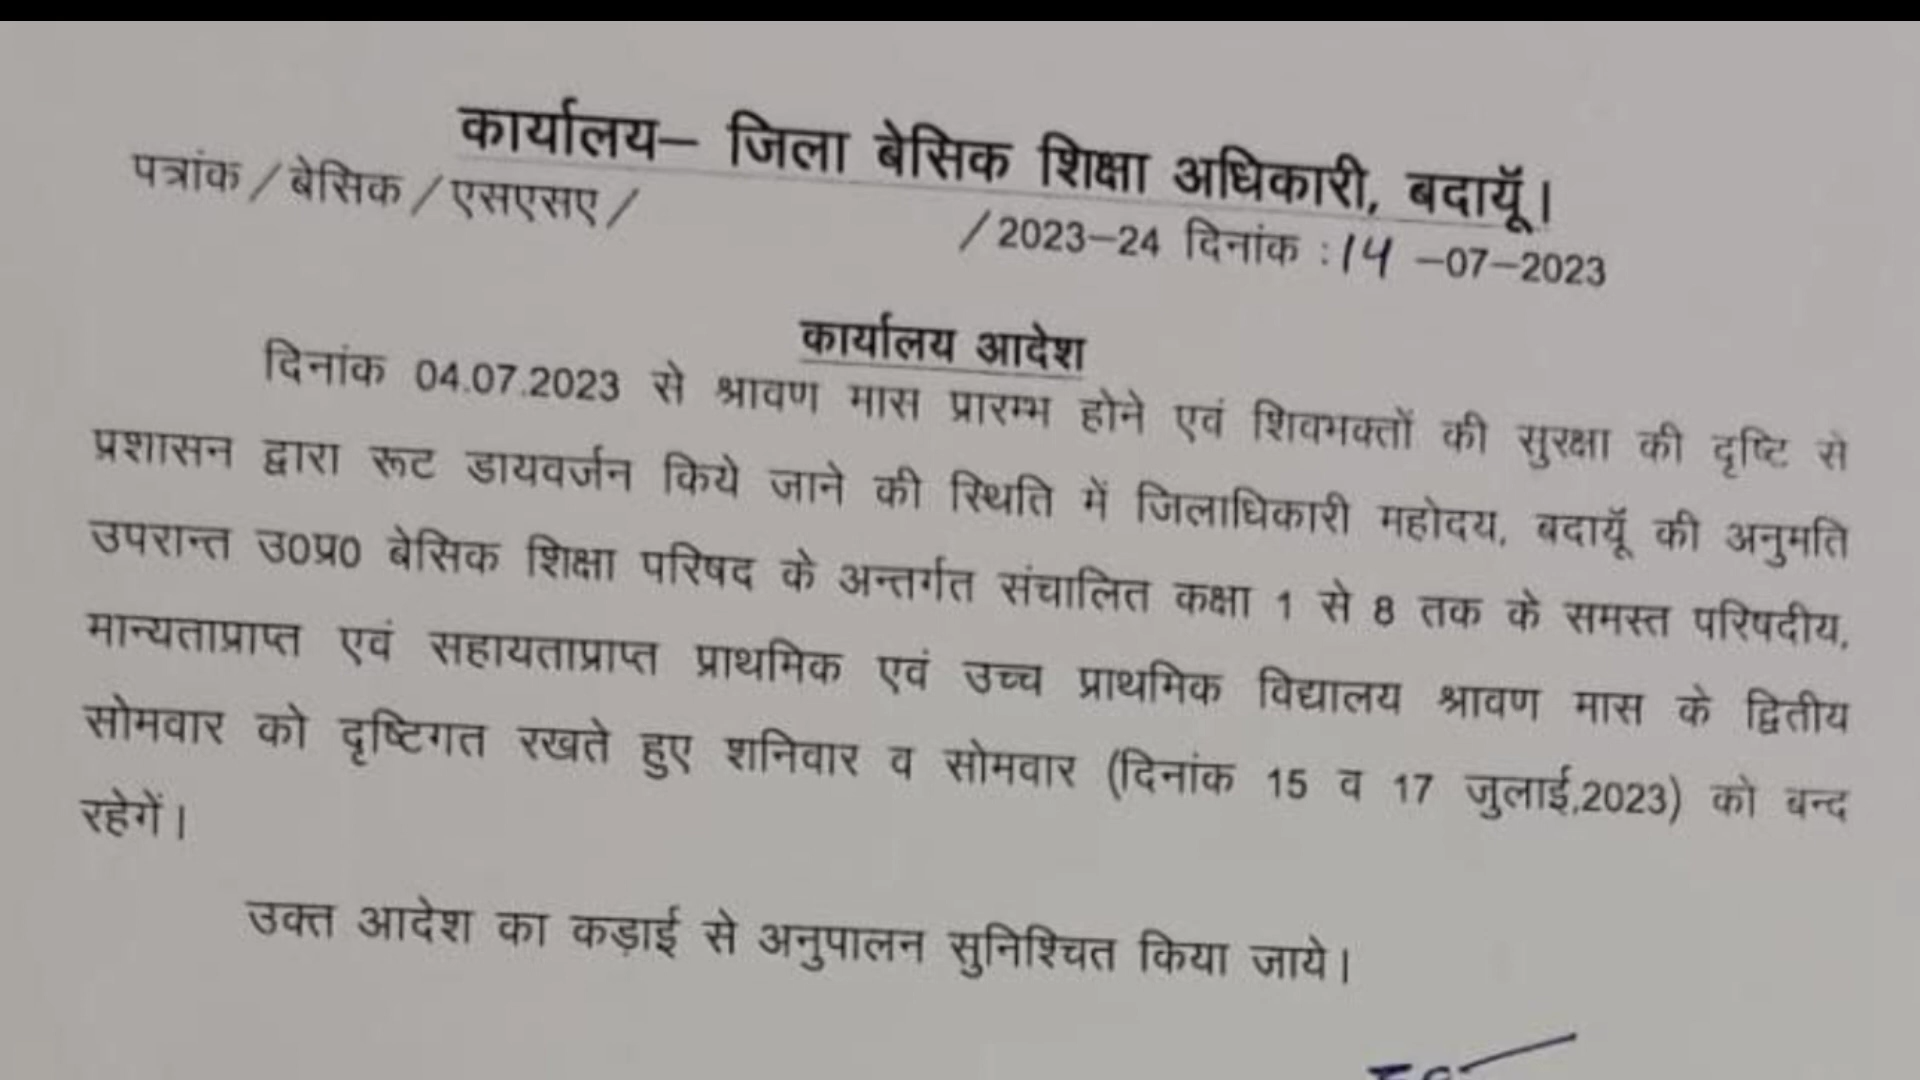 कार्यालय– जिला बेसिक शिक्षा अधिकारी, बदायूॅं।
पत्रांक / बेसिक / एसएसए / / 2023–24 दिनांक : 14 –07–2023
कार्यालय आदेश
दिनांक 04.07.2023 से श्रावण मास प्रारम्भ होने एवं शिवभक्तों की सुरक्षा की दृष्टि से
प्रशासन द्वारा रूट डायवर्जन किये जाने की स्थिति में जिलाधिकारी महोदय, बदायूॅं की अनुमति
उपरान्त उ0प्र0 बेसिक शिक्षा परिषद के अन्तर्गत संचालित कक्षा 1 से 8 तक के समस्त परिषदीय,
मान्यताप्राप्त एवं सहायताप्राप्त प्राथमिक एवं उच्च प्राथमिक विद्यालय श्रावण मास के द्वितीय
सोमवार को दृष्टिगत रखते हुए शनिवार व सोमवार (दिनांक 15 व 17 जुलाई,2023) को बन्द
रहेगें।
उक्त आदेश का कड़ाई से अनुपालन सुनिश्चित किया जाये।